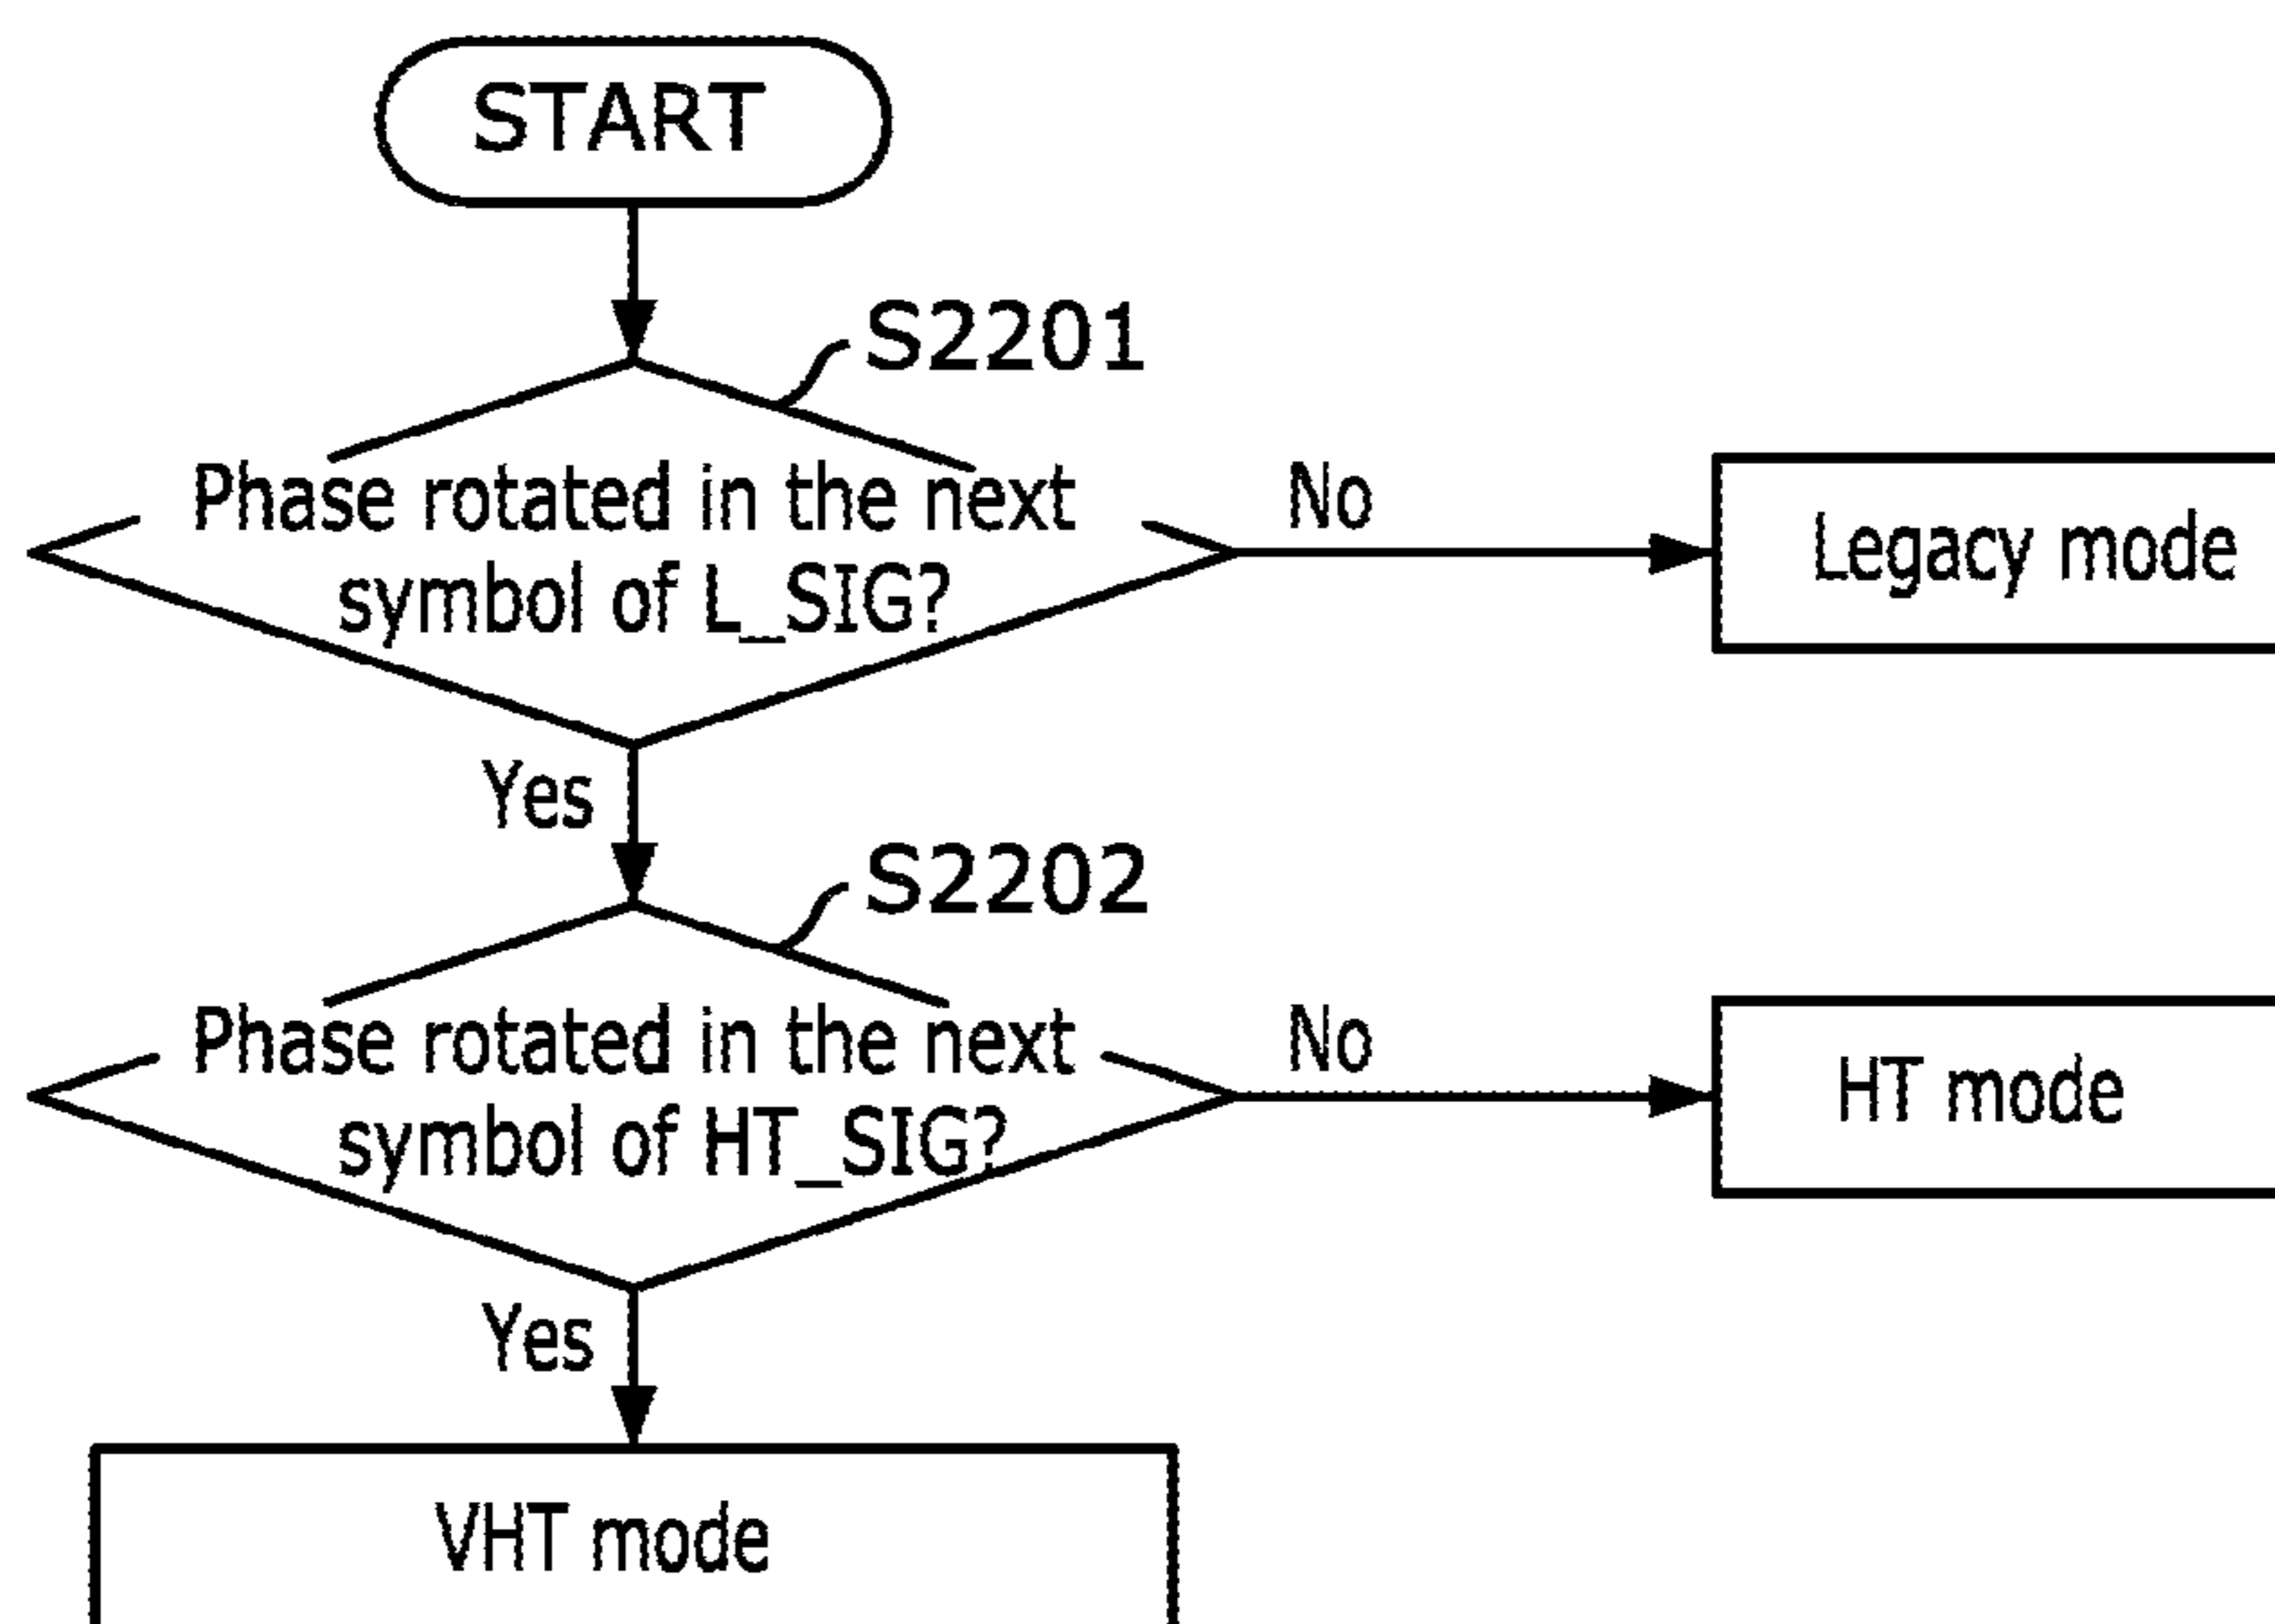 START
S2201
Phase rotated in the next
symbol of L_SIG?
No
Legacy mode
Yes
S2202
Phase rotated in the next
symbol of HT_SIG?
No
HT mode
Yes
VHT mode